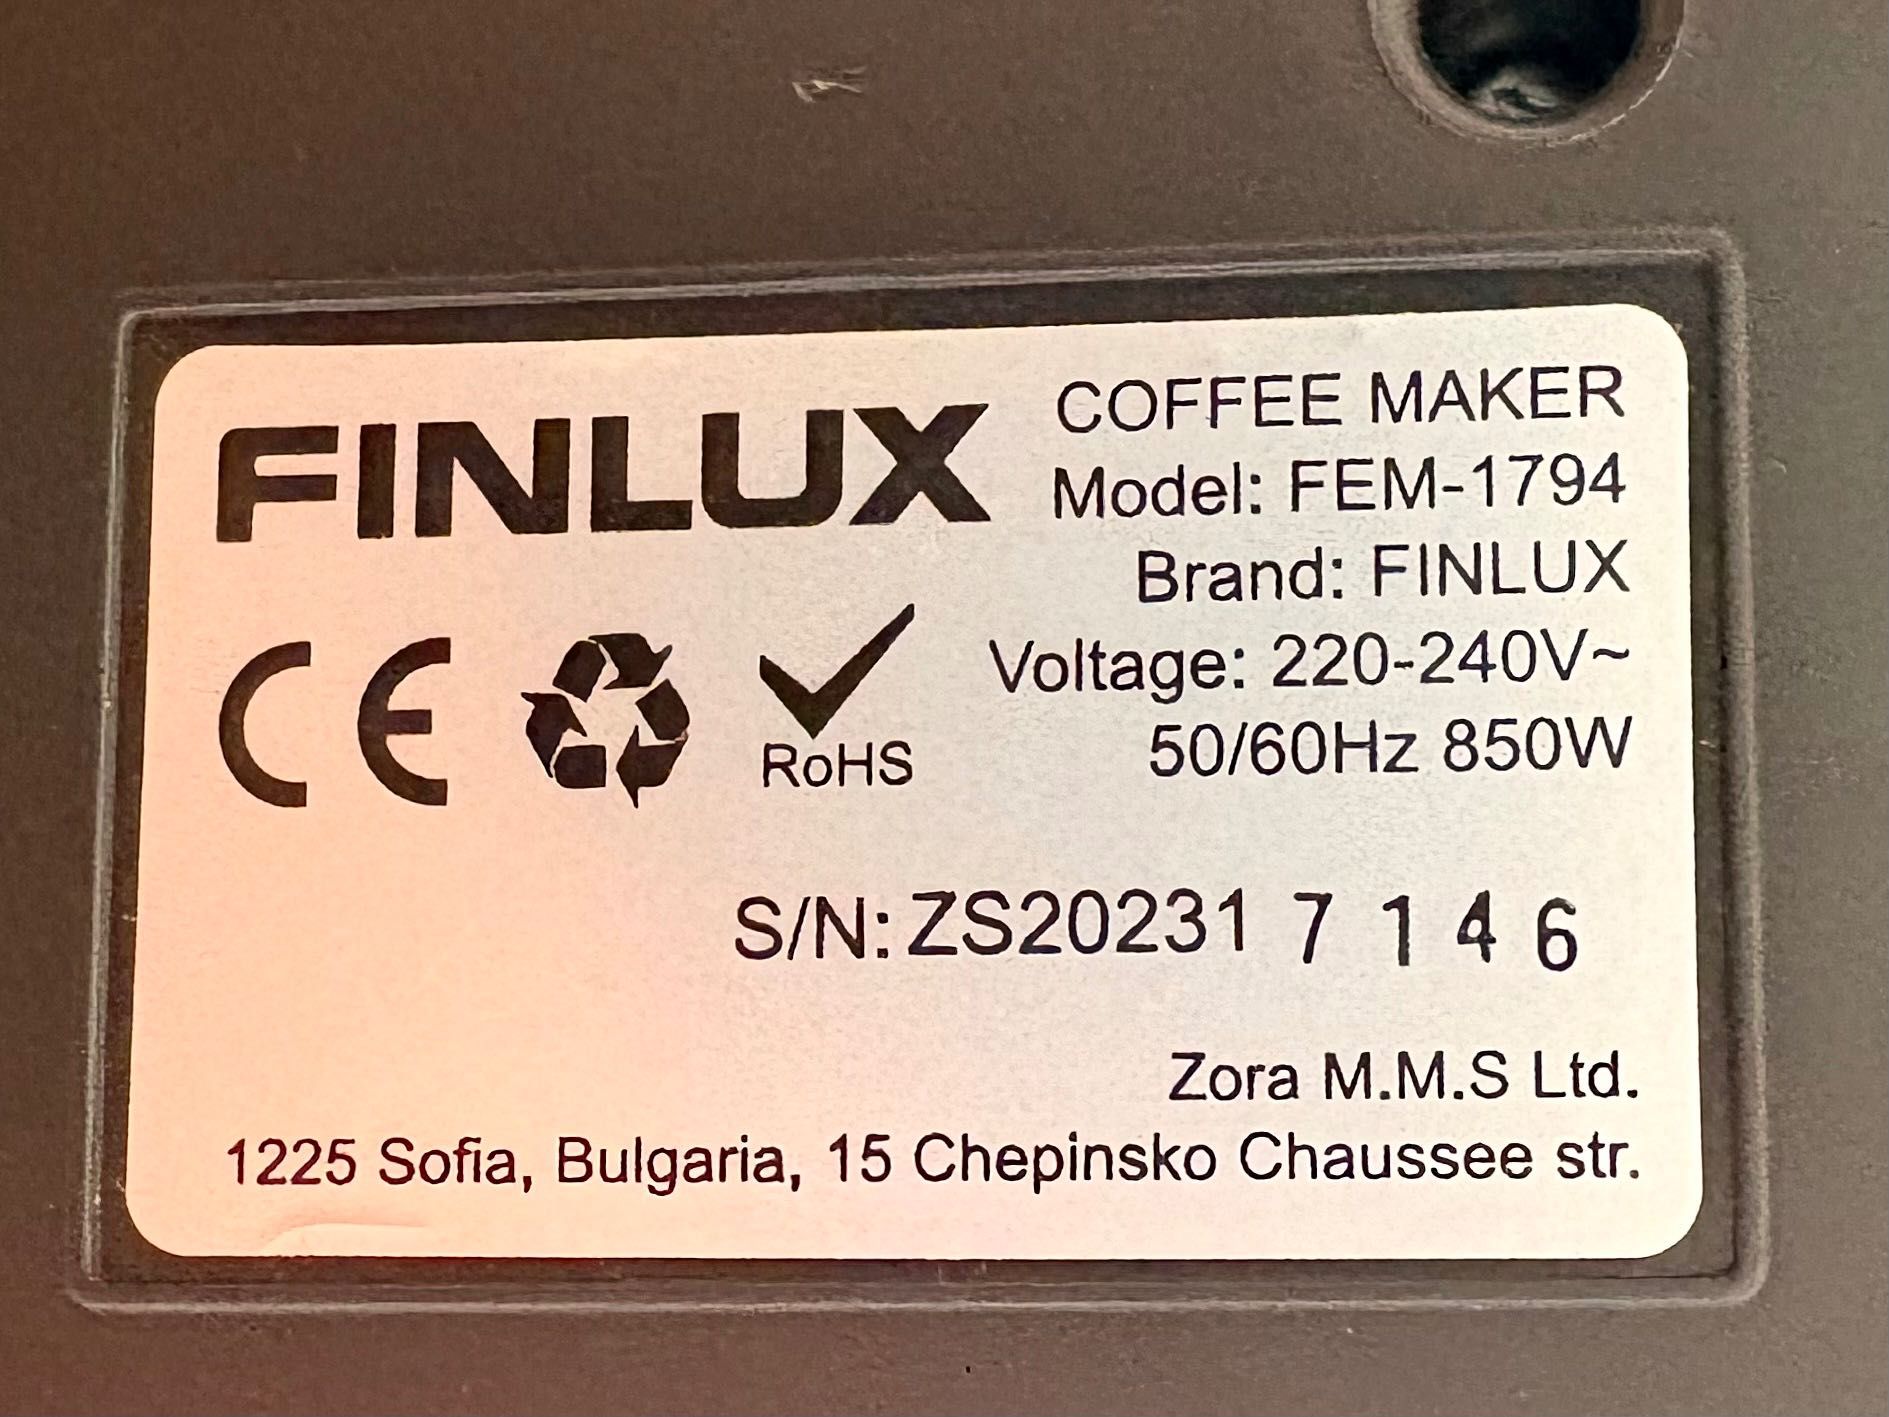 FINLUX
COFFEE MAKER
Model: FEM-1794
Brand: FINLUX
Voltage: 220-240V~
50/60Hz 850W
CE
RoHS
S/N: ZS20231 7 1 4 6
Zora M.M.S Ltd.
1225 Sofia, Bulgaria, 15 Chepinsko Chaussee str.